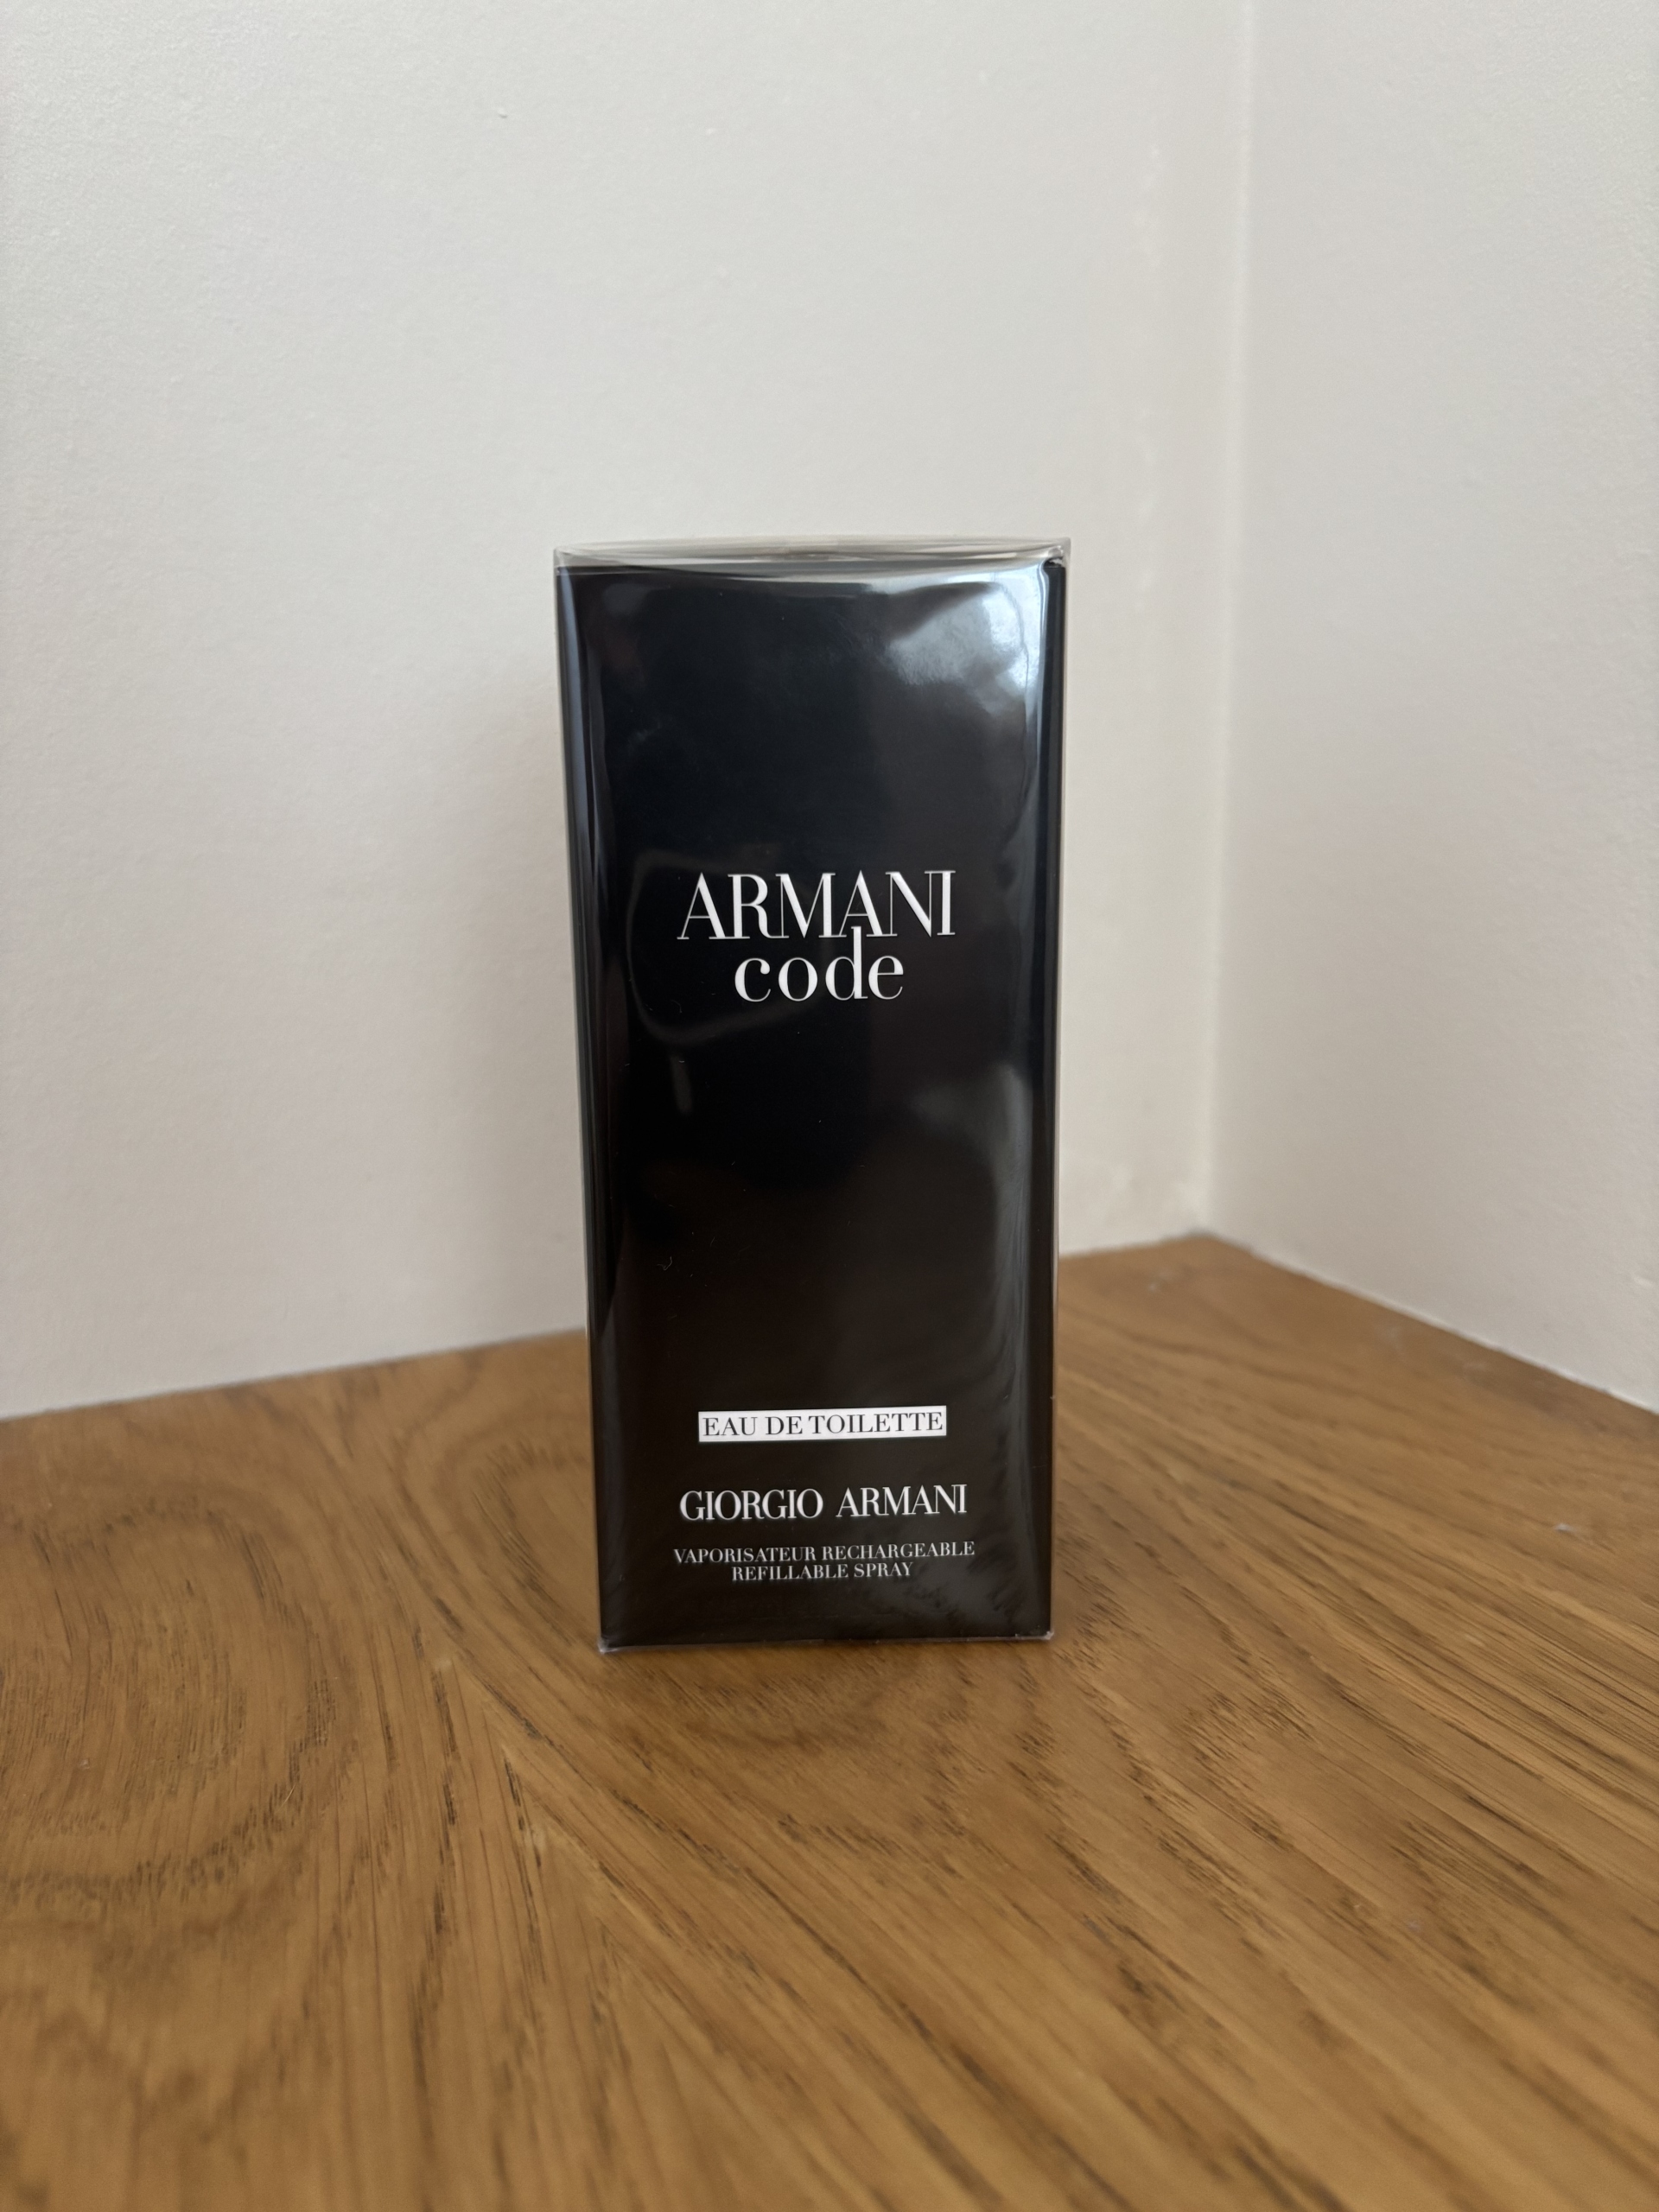 ARMANI
code
EAU DE TOILETTE
GIORGIO ARMANI
VAPORISATEUR RECHARGEABLE
REFILLABLE SPRAY